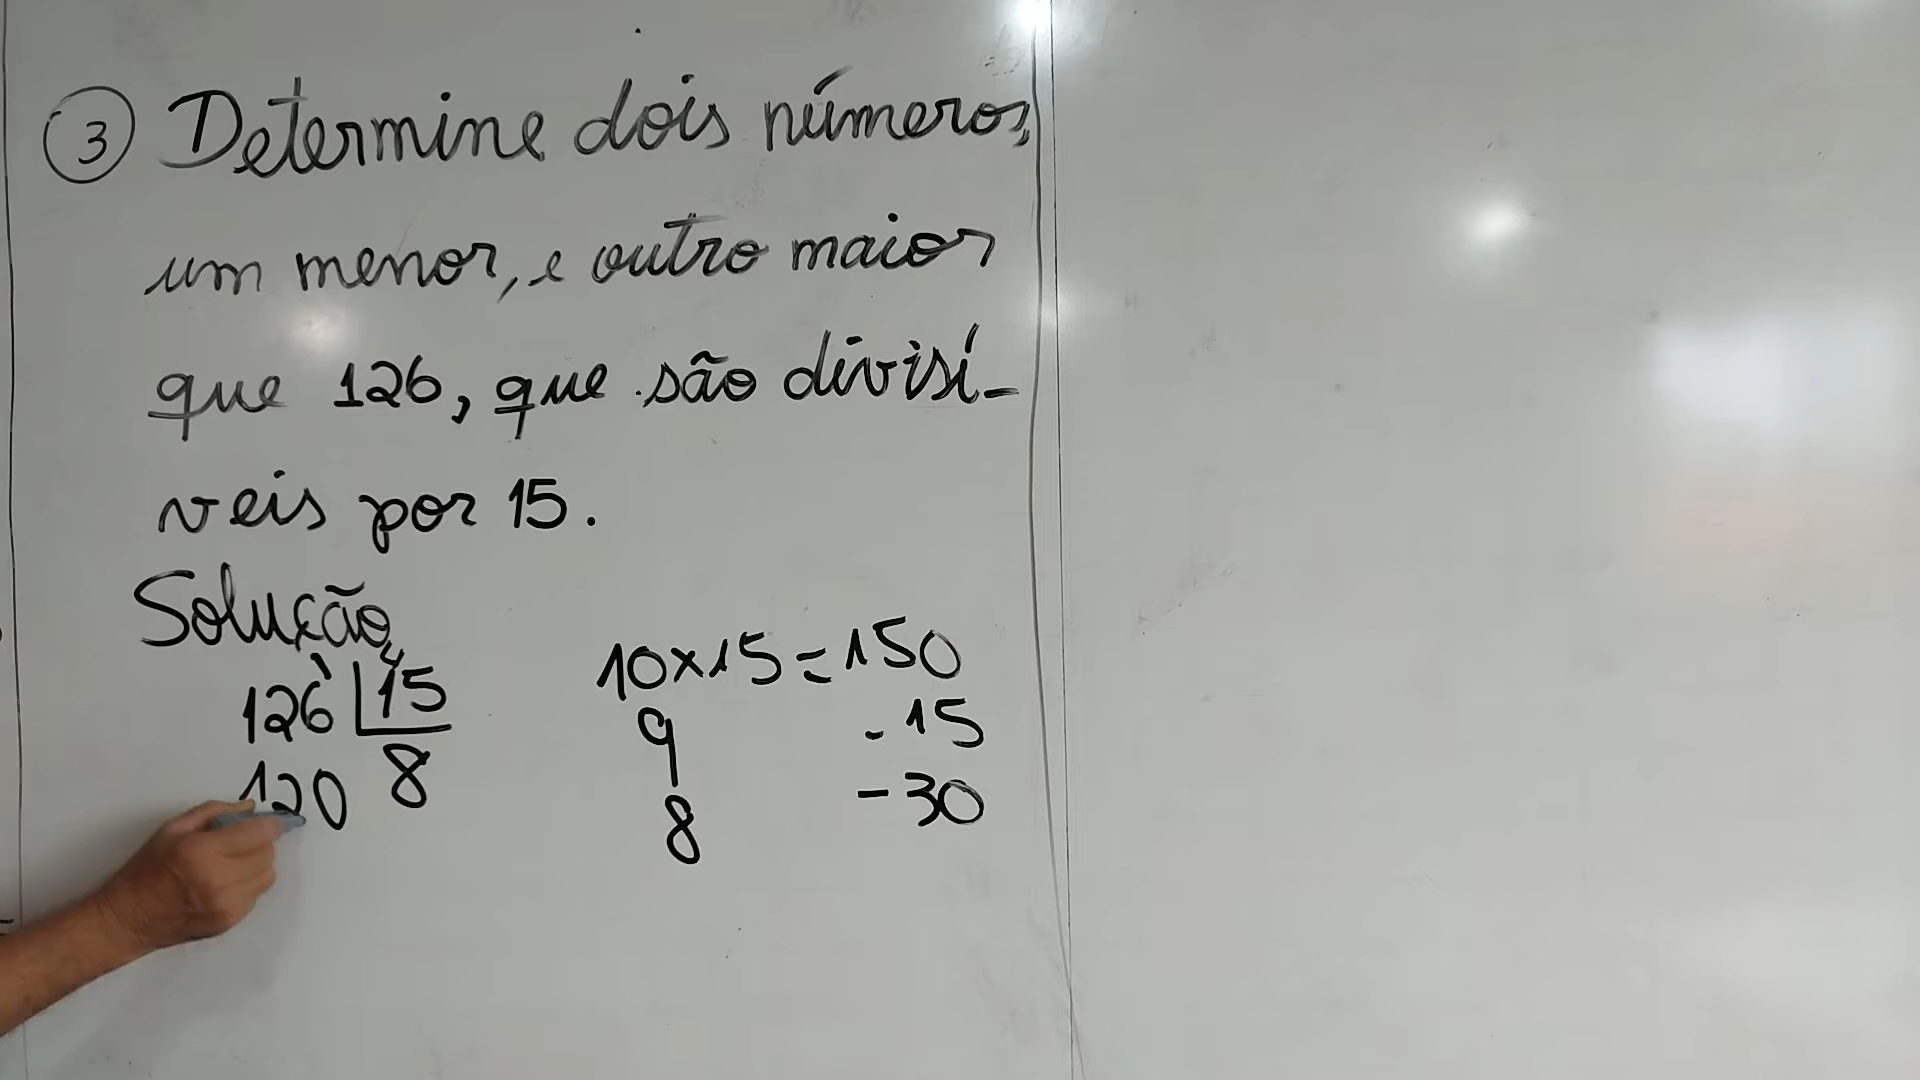 3 Determine dois números,
um menor, e outro maior
que 126, que são divisí-
veis por 15.
Solução
126 15
120 8
10×15=150
9 -15
8 -30